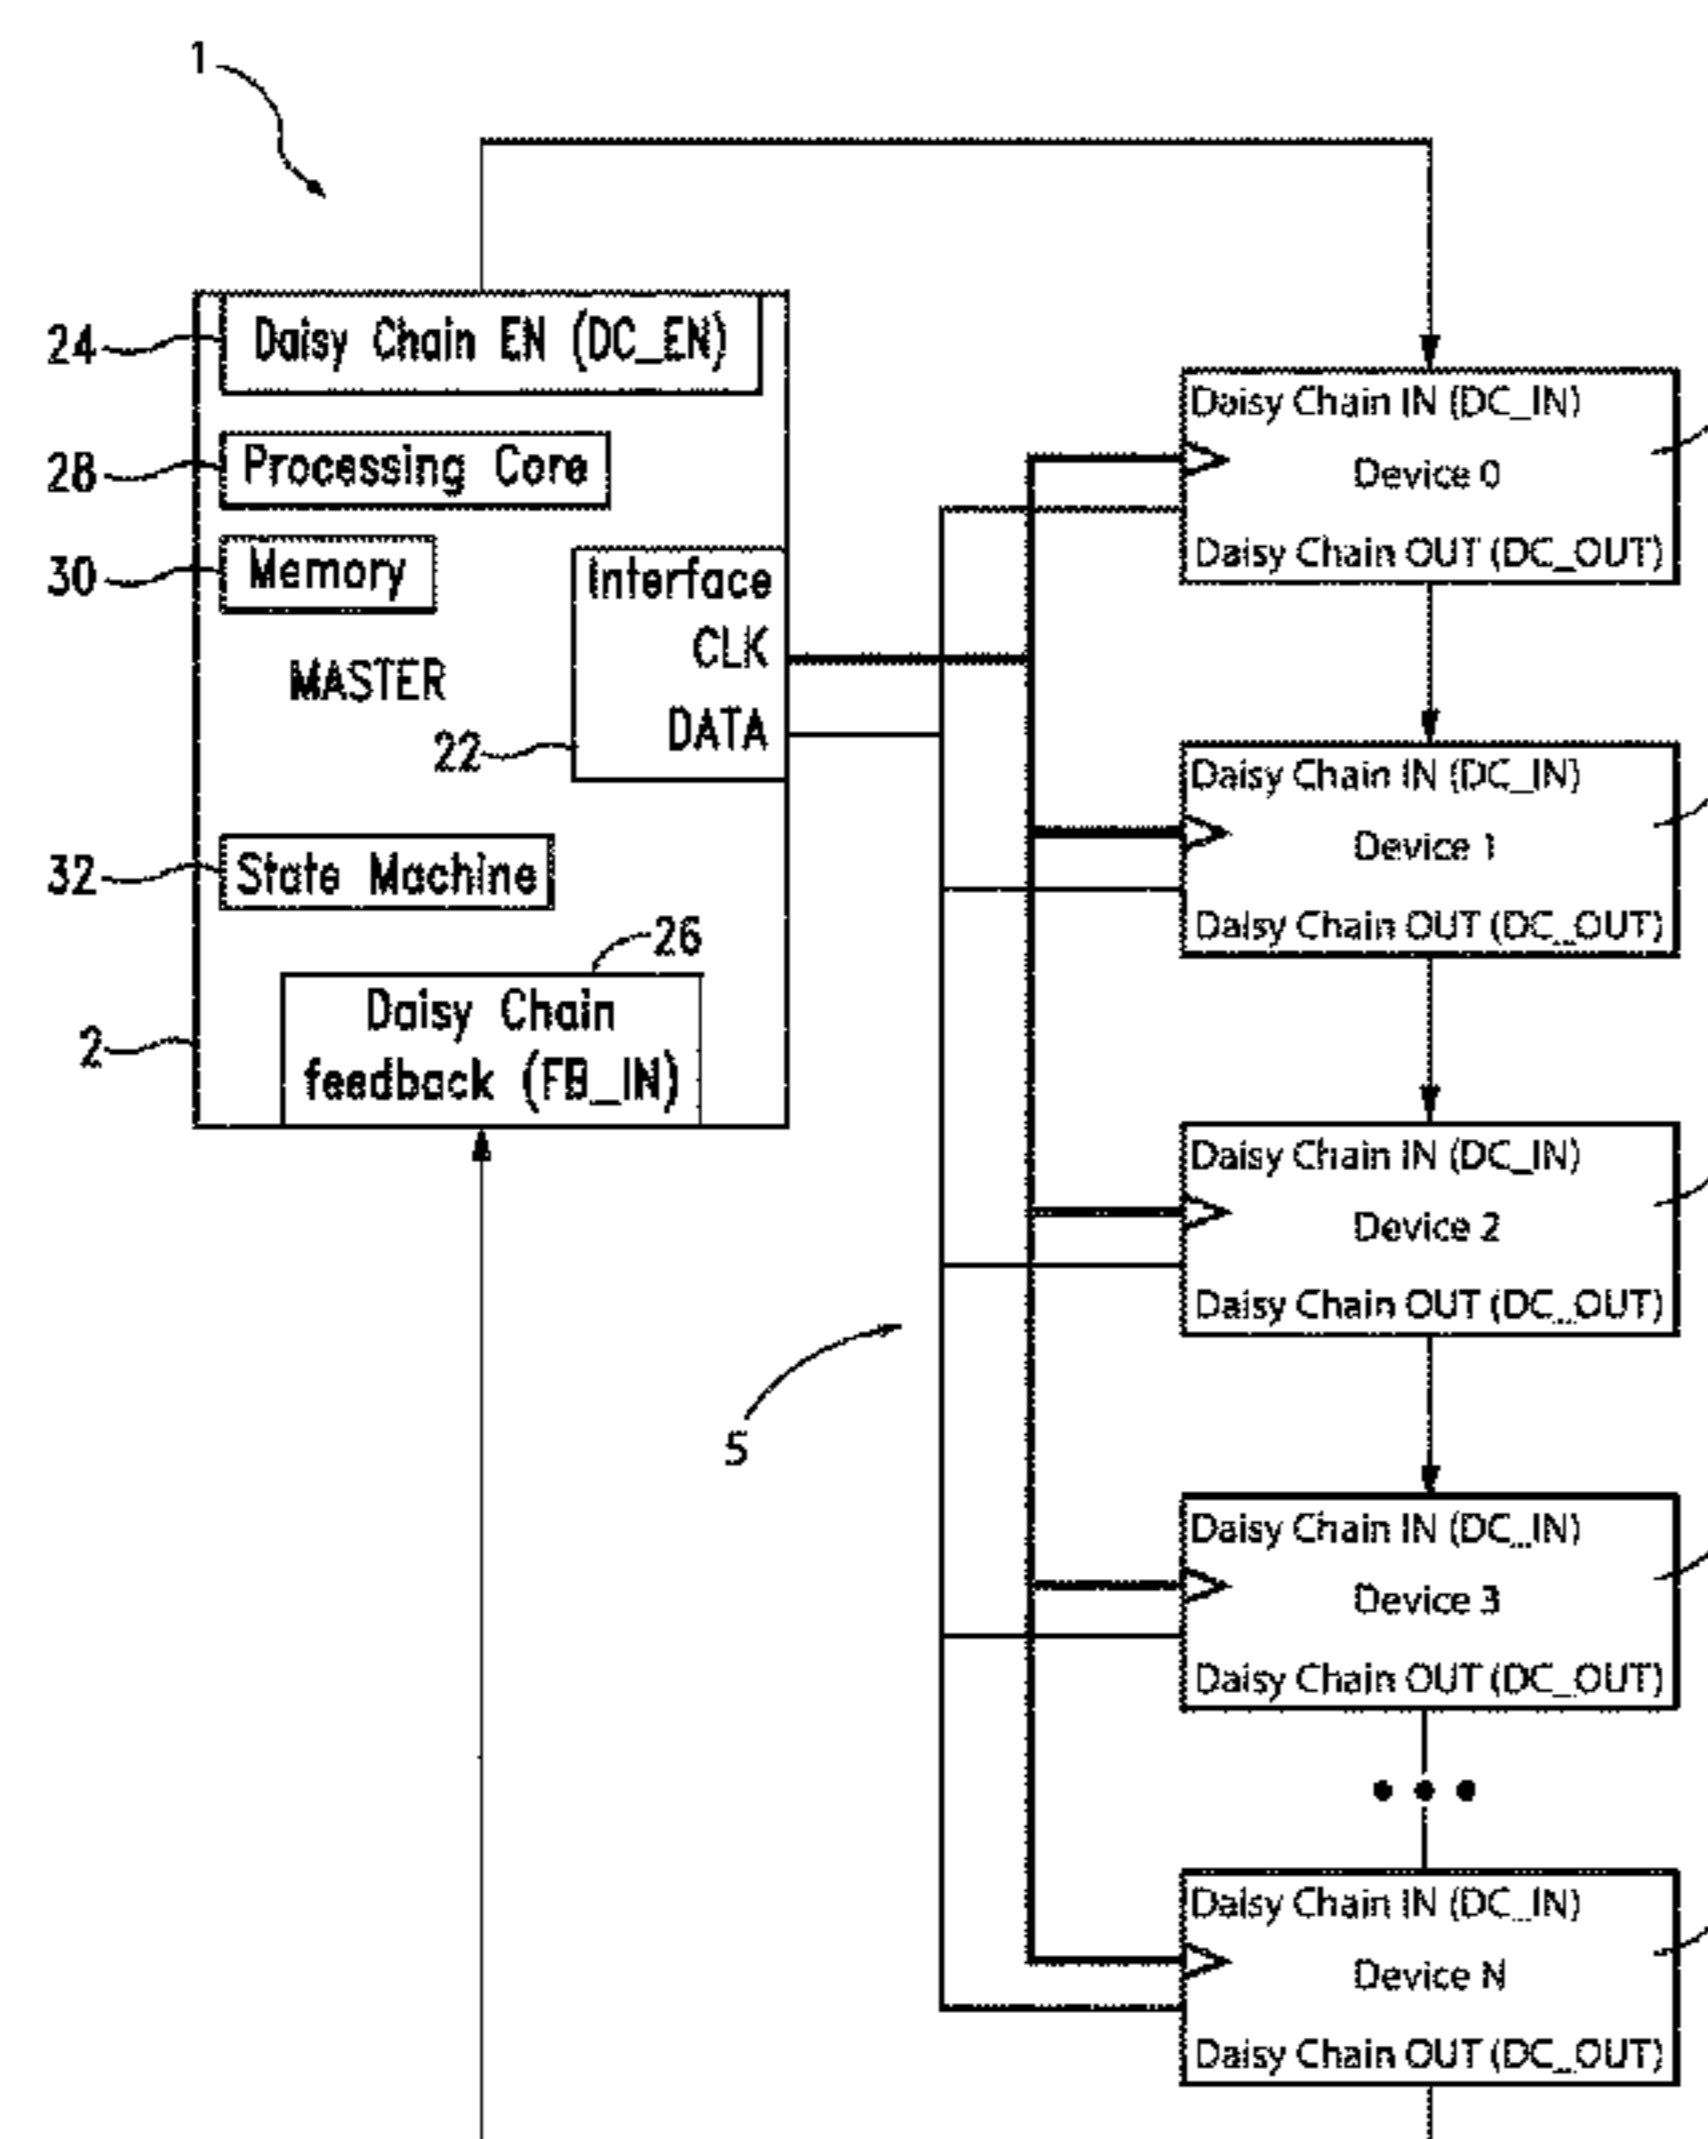 1
24
Daisy Chain EN (DC_EN)
28
Processing Core
30
Memory
MASTER
Interface
CLK
DATA
22
32
State Machine
26
Daisy Chain
feedback (FB_IN)
2
5
Daisy Chain IN (DC_IN)
Device 0
Daisy Chain OUT (DC_OUT)
Daisy Chain IN (DC_IN)
Device 1
Daisy Chain OUT (DC_OUT)
Daisy Chain IN (DC_IN)
Device 2
Daisy Chain OUT (DC_OUT)
Daisy Chain IN (DC_IN)
Device 3
Daisy Chain OUT (DC_OUT)
Daisy Chain IN (DC_IN)
Device N
Daisy Chain OUT (DC_OUT)